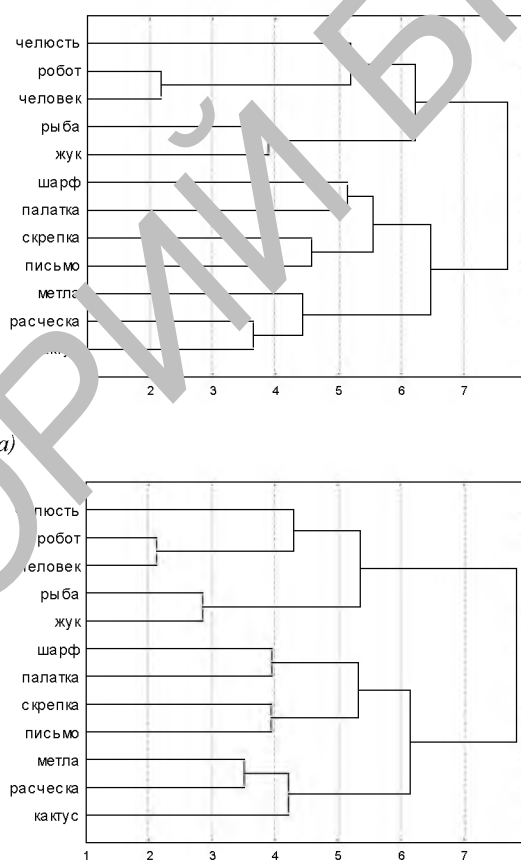 челюсть
робот
человек
рыба
жук
шарф
палатка
скрепка
письмо
метла
расческа
2 3 4 5 6 7
а)
робот
рыба
жук
шарф
палатка
скрепка
письмо
метла
расческа
кактус
1 2 3 4 5 6 7